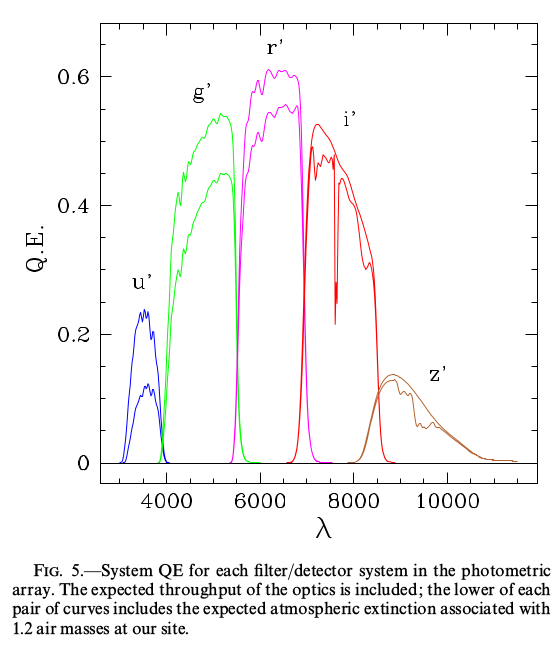 r'
g'
i'
u'
z'
0.6
0.4
0.2
0
Q.E.
4000 6000 8000 10000
λ
FIG. 5.—System QE for each filter/detector system in the photometric
array. The expected throughput of the optics is included; the lower of each
pair of curves includes the expected atmospheric extinction associated with
1.2 air masses at our site.